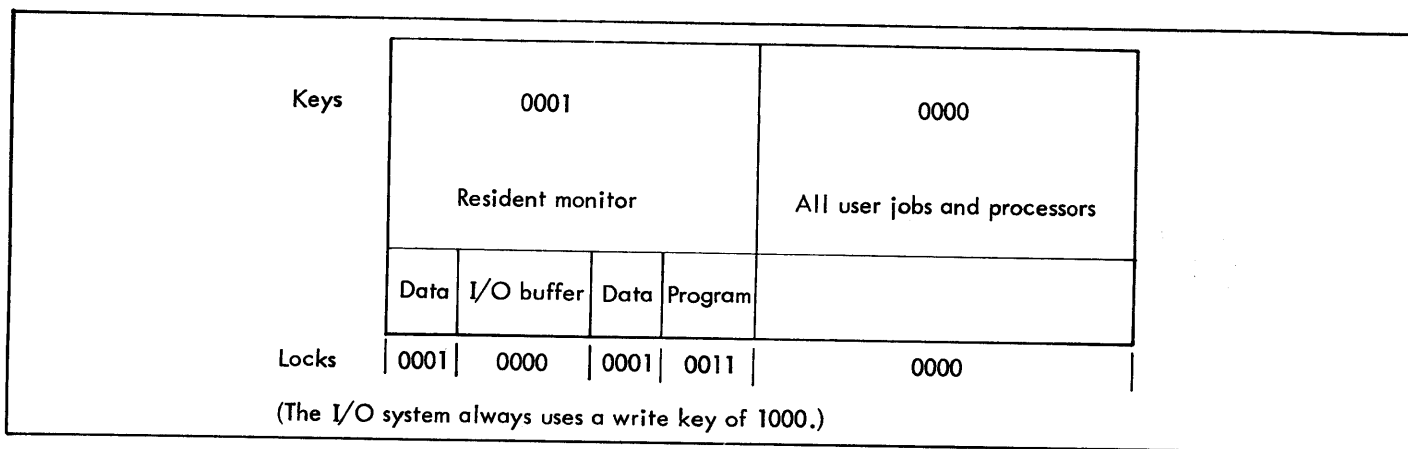 Keys 0001 0000
Resident monitor All user jobs and processors
Data I/O buffer Data Program
Locks 0001 0000 0001 0011 0000
(The I/O system always uses a write key of 1000.)